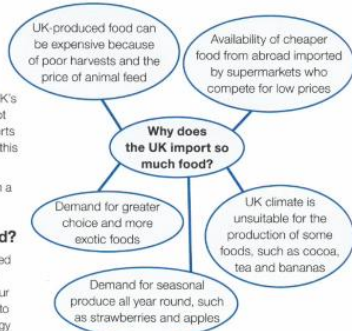 UK-produced food can
be expensive because
of poor harvests and the
price of animal feed
Availability of cheaper
food from abroad imported
by supermarkets who
compete for low prices
Why does
the UK import so
much food?
Demand for greater
choice and more
exotic foods
UK climate is
unsuitable for the
production of some
foods, such as cocoa,
tea and bananas
Demand for seasonal
produce all year round, such
as strawberries and apples
UK's
this
a
to